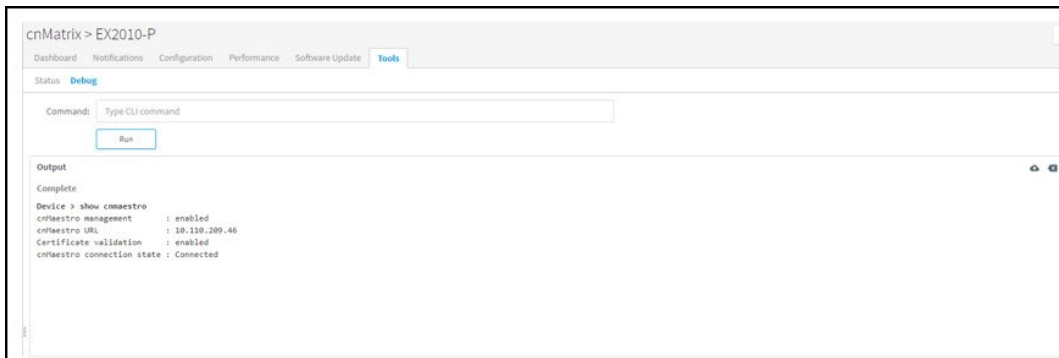 cnMatrix > EX2010-P
Dashboard Notifications Configuration Performance Software Update Tools
Status Debug
Command: Type CLI command
Run
Output
Complete
Device > show cnmaestro
cnMaestro management : enabled
cnMaestro URL : 10.110.209.46
Certificate validation : enabled
cnMaestro connection state : Connected